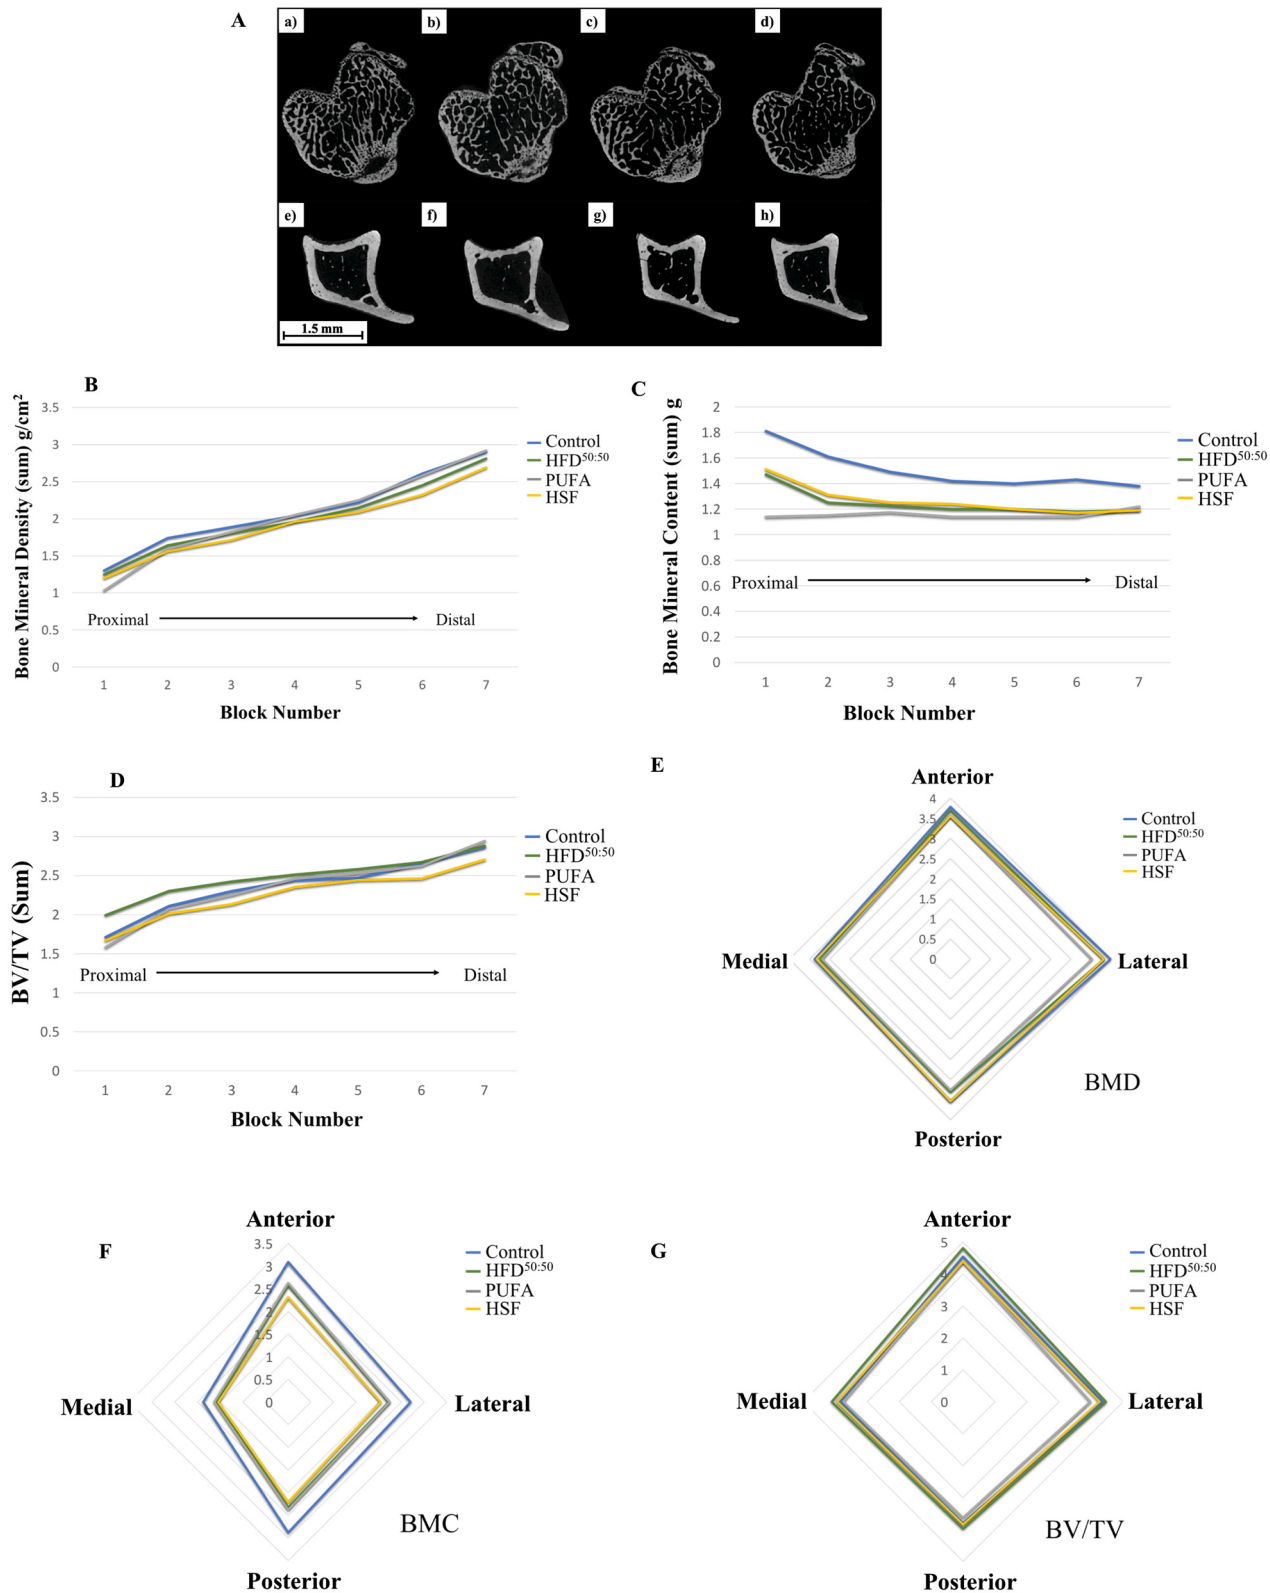 A
a)
b)
c)
d)
e)
f)
g)
h)
1.5 mm
B
Bone Mineral Density (sum) g/cm²
3.5
3
2.5
2
1.5
1
0.5
0
Control
HFD50:50
PUFA
HSF
Proximal
Distal
1 2 3 4 5 6 7
Block Number
C
Bone Mineral Content (sum) g
2
1.8
1.6
1.4
1.2
1
0.8
0.6
0.4
0.2
0
Control
HFD50:50
PUFA
HSF
Proximal
Distal
1 2 3 4 5 6 7
Block Number
D
BV/TV (Sum)
3.5
3
2.5
2
1.5
1
0.5
0
Control
HFD50:50
PUFA
HSF
Proximal
Distal
1 2 3 4 5 6 7
Block Number
E
Anterior
4
3.5
3
2.5
2
1.5
1
0.5
0
Control
HFD50:50
PUFA
HSF
Medial
Lateral
BMD
Posterior
F
Anterior
3.5
3
2.5
2
1.5
1
0.5
0
Control
HFD50:50
PUFA
HSF
Medial
Lateral
BMC
Posterior
G
Anterior
5
4
3
2
1
0
Control
HFD50:50
PUFA
HSF
Medial
Lateral
BV/TV
Posterior